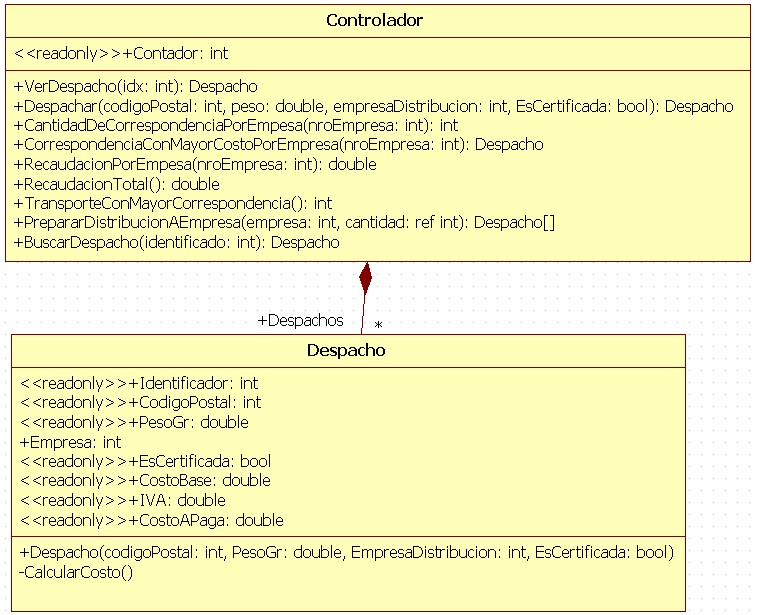 Controlador
<<readonly>>+Contador: int
+VerDespacho(idx: int): Despacho
+Despachar(codigoPostal: int, peso: double, empresaDistribucion: int, EsCertificada: bool): Despacho
+CantidadDeCorrespondenciaPorEmpesa(nroEmpresa: int): int
+CorrespondenciaConMayorCostoPorEmpresa(nroEmpresa: int): Despacho
+RecaudacionPorEmpesa(nroEmpresa: int): double
+RecaudacionTotal(): double
+TransporteConMayorCorrespondencia(): int
+PrepararDistribucionAEmpresa(empresa: int, cantidad: ref int): Despacho[]
+BuscarDespacho(identificado: int): Despacho
+Despachos *
Despacho
<<readonly>>+Identificador: int
<<readonly>>+CodigoPostal: int
<<readonly>>+PesoGr: double
+Empresa: int
<<readonly>>+EsCertificada: bool
<<readonly>>+CostoBase: double
<<readonly>>+IVA: double
<<readonly>>+CostoAPaga: double
+Despacho(codigoPostal: int, PesoGr: double, EmpresaDistribucion: int, EsCertificada: bool)
-CalcularCosto()